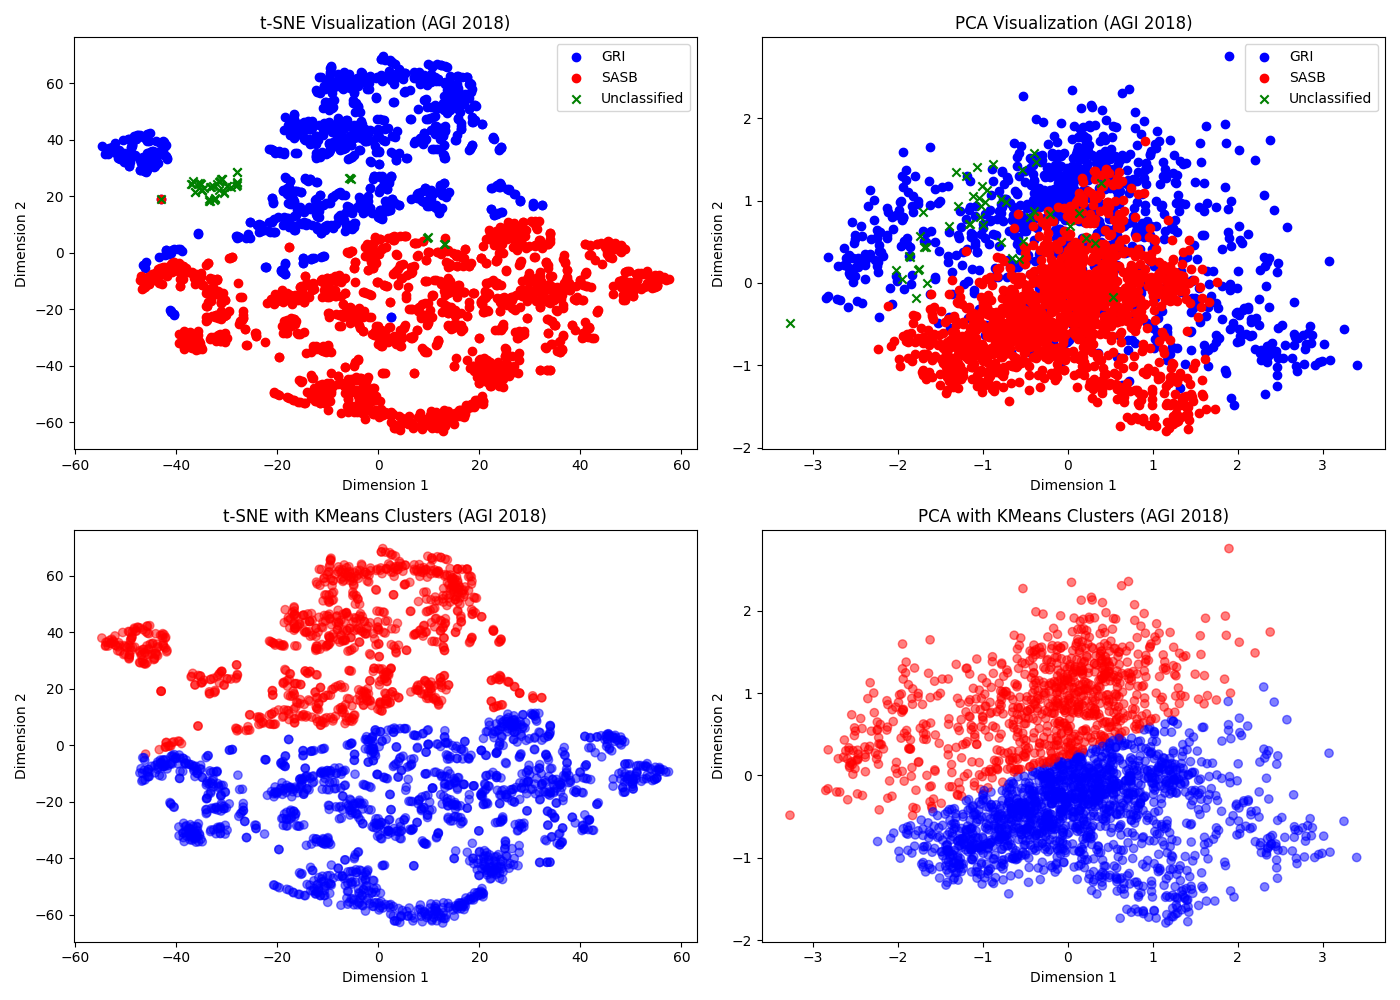 t-SNE Visualization (AGI 2018)
GRI
SASB
Unclassified
60
40
20
0
−20
−40
−60
Dimension 2
−60 −40 −20 0 20 40 60
Dimension 1
PCA Visualization (AGI 2018)
GRI
SASB
Unclassified
2
1
0
−1
−2
Dimension 2
−3 −2 −1 0 1 2 3
Dimension 1
t-SNE with KMeans Clusters (AGI 2018)
60
40
20
0
−20
−40
−60
Dimension 2
−60 −40 −20 0 20 40 60
Dimension 1
PCA with KMeans Clusters (AGI 2018)
2
1
0
−1
−2
Dimension 2
−3 −2 −1 0 1 2 3
Dimension 1